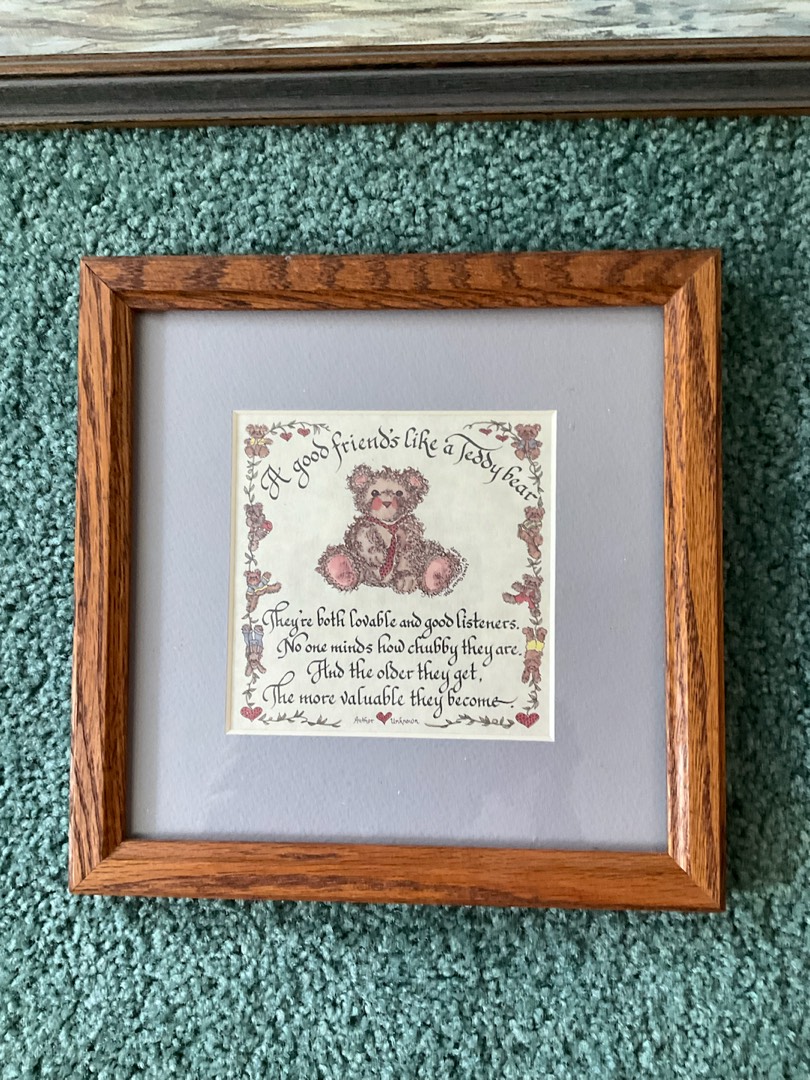 A good friend's like a Teddy bear
They're both lovable and good listeners.
No one minds how chubby they are.
And the older they get,
The more valuable they become.
Author Unknown